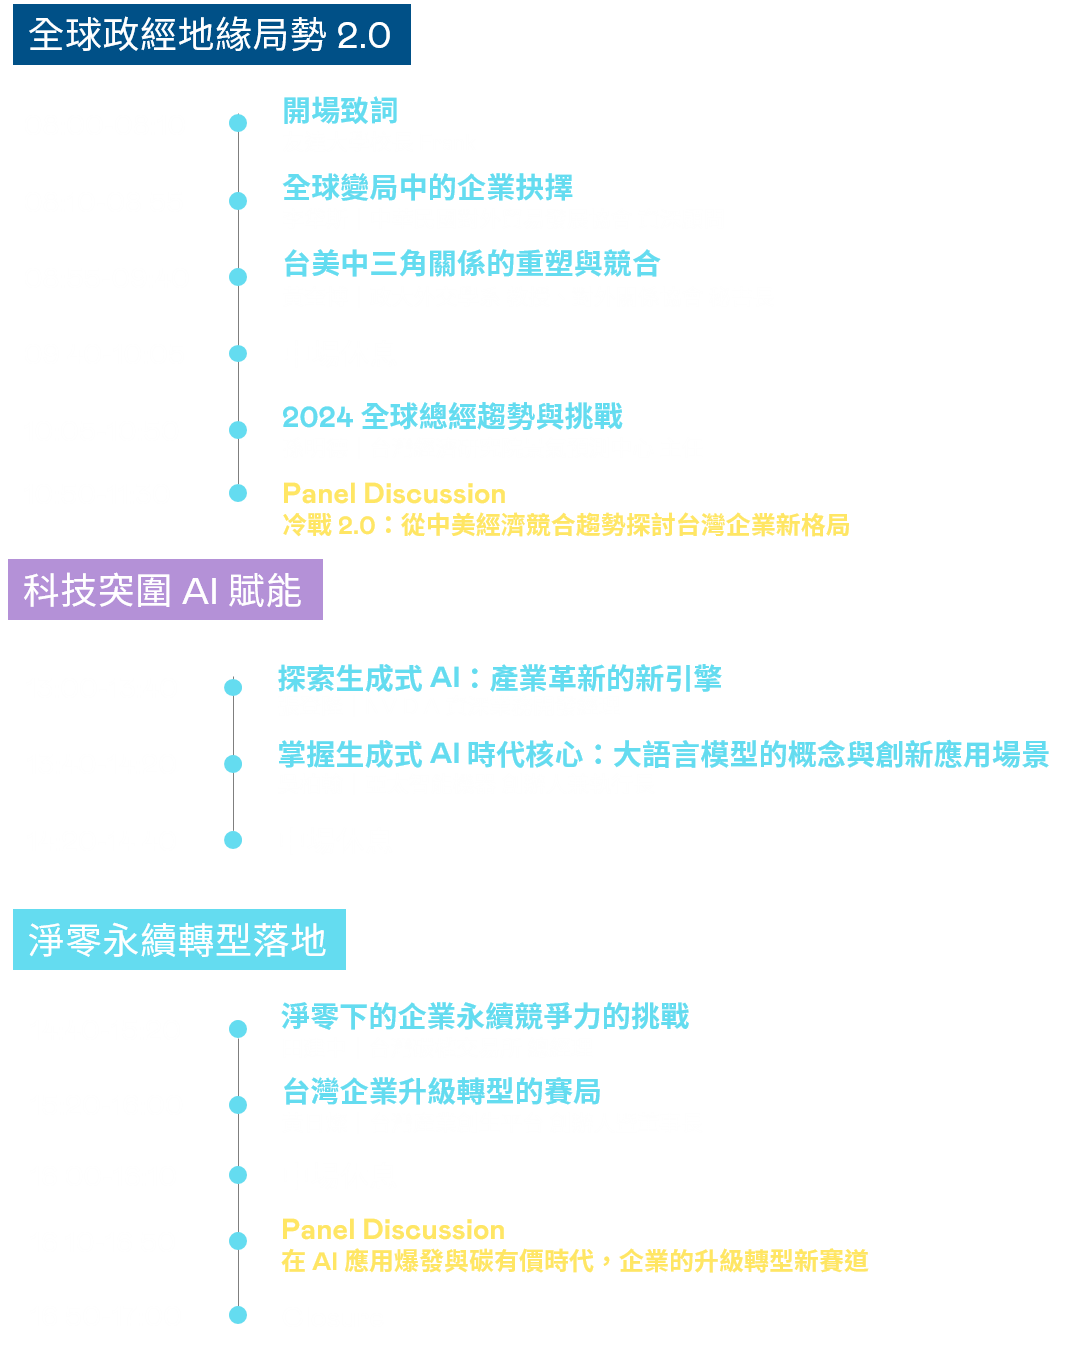 全球政經地緣局勢 2.0
開場致詞
全球變局中的企業抉擇
台美中三角關係的重塑與競合
2024 全球總經趨勢與挑戰
Panel Discussion
冷戰 2.0：從中美經濟競合趨勢探討台灣企業新格局
科技突圍 AI 賦能
探索生成式 AI：產業革新的新引擎
掌握生成式 AI 時代核心：大語言模型的概念與創新應用場景
淨零永續轉型落地
淨零下的企業永續競爭力的挑戰
台灣企業升級轉型的賽局
Panel Discussion
在 AI 應用爆發與碳有價時代，企業的升級轉型新賽道